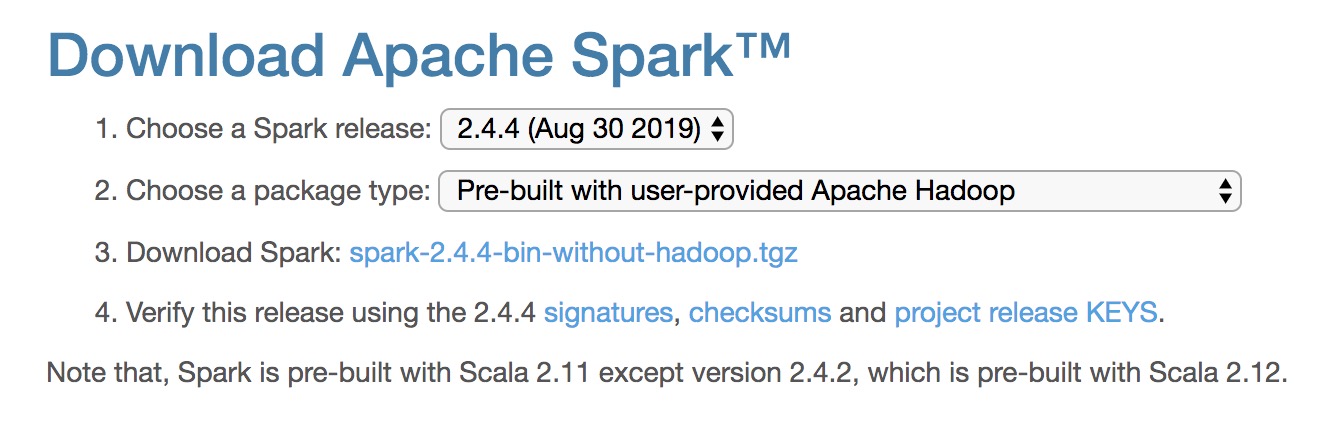 Download Apache Spark™
1. Choose a Spark release: 2.4.4 (Aug 30 2019)
2. Choose a package type: Pre-built with user-provided Apache Hadoop
3. Download Spark: spark-2.4.4-bin-without-hadoop.tgz
4. Verify this release using the 2.4.4 signatures, checksums and project release KEYS.
Note that, Spark is pre-built with Scala 2.11 except version 2.4.2, which is pre-built with Scala 2.12.